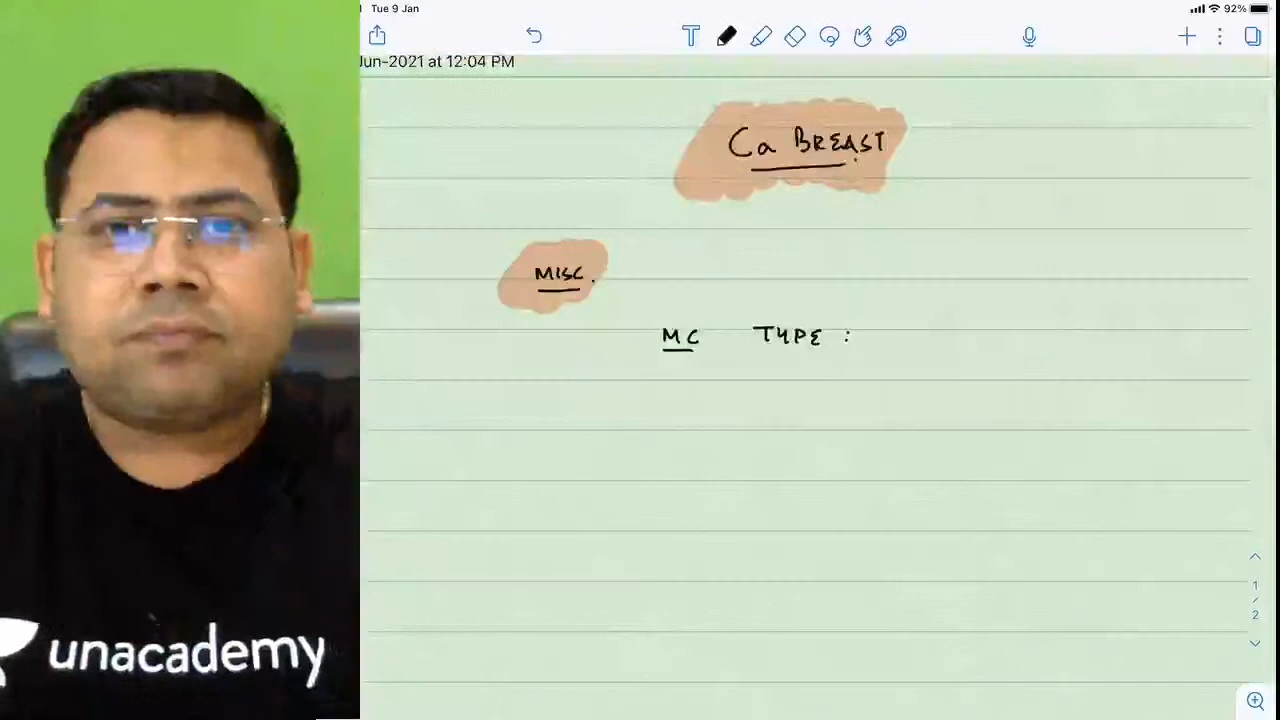 Tue 9 Jan
92%
Jun-2021 at 12:04 PM
Ca BREAST
MISC.
MC TYPE :
1
/
2
unacademy